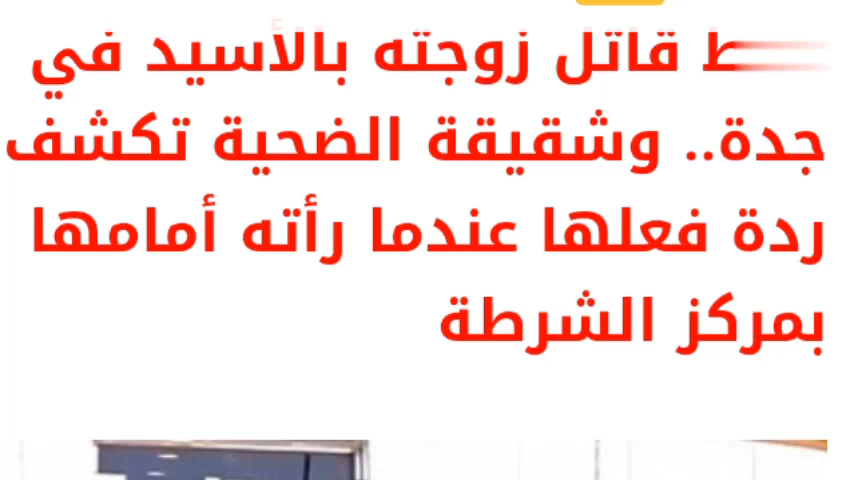 قاتل زوجته بالأسيد في
جدة.. وشقيقة الضحية تكشف
ردة فعلها عندما رأته أمامها
بمركز الشرطة